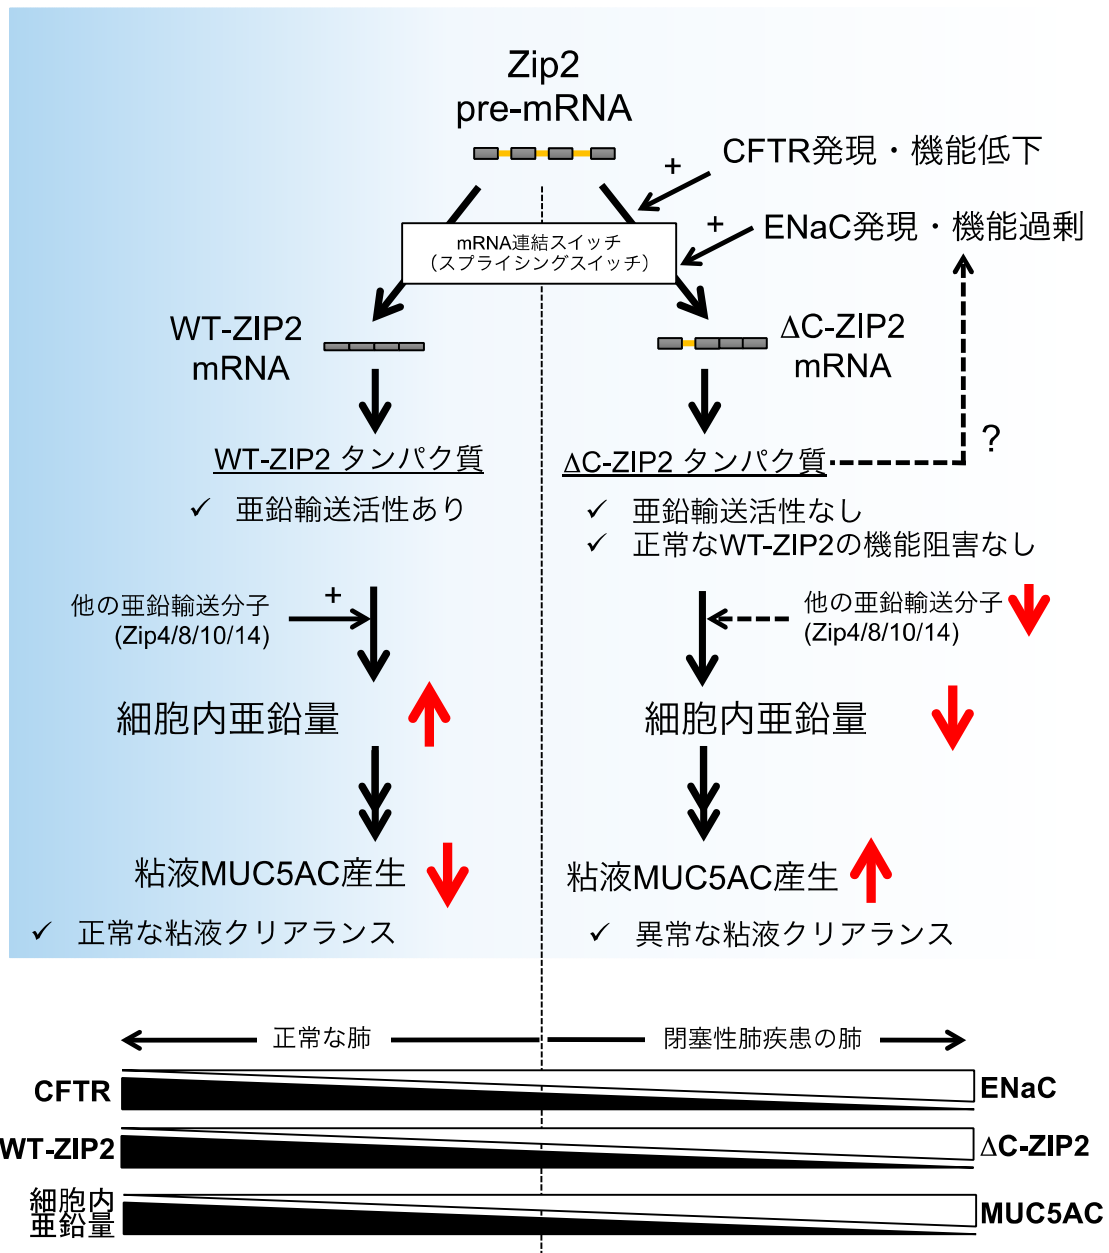 Zip2
pre-mRNA
+
CFTR発現・機能低下
+
ENaC発現・機能過剰
mRNA連結スイッチ
（スプライシングスイッチ）
WT-ZIP2
mRNA
ΔC-ZIP2
mRNA
?
WT-ZIP2 タンパク質
✓ 亜鉛輸送活性あり
ΔC-ZIP2 タンパク質
✓ 亜鉛輸送活性なし
✓ 正常なWT-ZIP2の機能阻害なし
他の亜鉛輸送分子
(Zip4/8/10/14)
+
他の亜鉛輸送分子
(Zip4/8/10/14)
細胞内亜鉛量
細胞内亜鉛量
粘液MUC5AC産生
✓ 正常な粘液クリアランス
粘液MUC5AC産生
✓ 異常な粘液クリアランス
正常な肺
閉塞性肺疾患の肺
CFTR
ENaC
WT-ZIP2
ΔC-ZIP2
細胞内
亜鉛量
MUC5AC